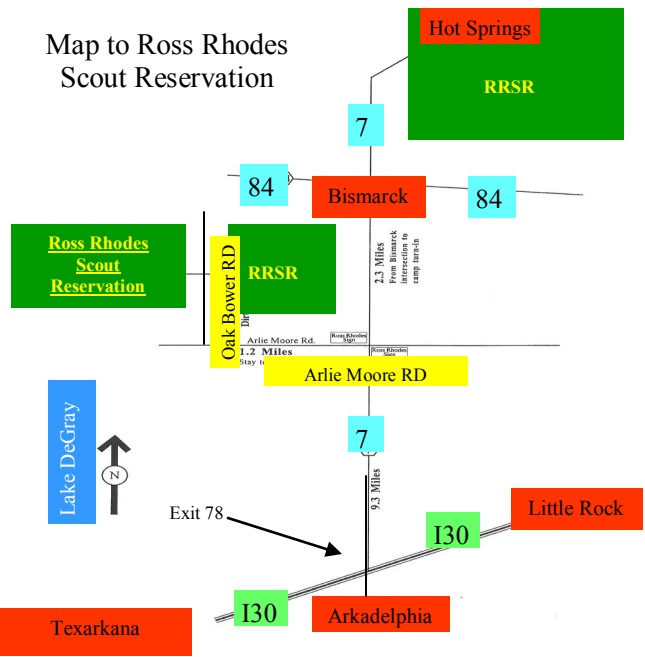 Map to Ross Rhodes
Scout Reservation
Hot Springs
RRSR
7
84
Bismarck
84
Ross Rhodes
Scout
Reservation
RRSR
Oak Bower RD
2.3 Miles
From Bismarck
intersection to
camp turn-in
Arlie Moore Rd.
Ross Rhodes
Sign
1.2 Miles
Stay
Ross Rhodes
Sign
Arlie Moore RD
Lake DeGray
N
7
9.3 Miles
Exit 78
Little Rock
I30
I30
Arkadelphia
Texarkana